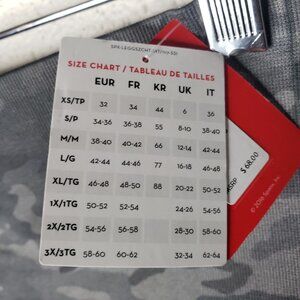 SIZE CHART / TABLEAU DE TAILLES
EUR FR KR UK IT
XS/TP 32 34 44 6 36
S/P 34-36 36-38 55 8-10 38-40
M/M 38-40 40-42 66 12-14 42-44
L/G 42-44 44-46 77 16-18 46-48
XL/TG 46-48 48-50 88 20-22 50-52
1X/1TG 50-52 52-54 24-26 54-56
2X/2TG 54-56 56-58 28-30 58-60
3X/3TG 58-60 60-62 32-34 62-64
MSRP $ 68.00
Spanx, Inc.